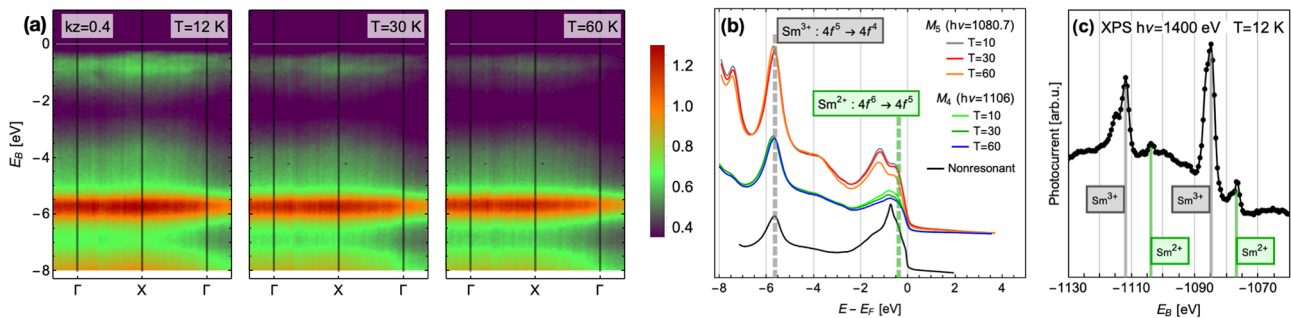 (a)
kz=0.4
T=12 K
T=30 K
T=60 K
0
−2
−4
−6
−8
E_B [eV]
Γ X Γ
Γ X Γ
Γ X Γ
1.2
1.0
0.8
0.6
0.4
(b)
Sm³⁺ : 4f⁵ → 4f⁴
Sm²⁺ : 4f⁶ → 4f⁵
M₅ (hν=1080.7)
T=10
T=30
T=60
M₄ (hν=1106)
T=10
T=30
T=60
Nonresonant
−8 −6 −4 −2 0 2 4
E − E_F [eV]
(c)
XPS hν=1400 eV
T=12 K
Photocurrent [arb.u.]
Sm³⁺
Sm³⁺
Sm²⁺
Sm²⁺
−1130 −1110 −1090 −1070
E_B [eV]